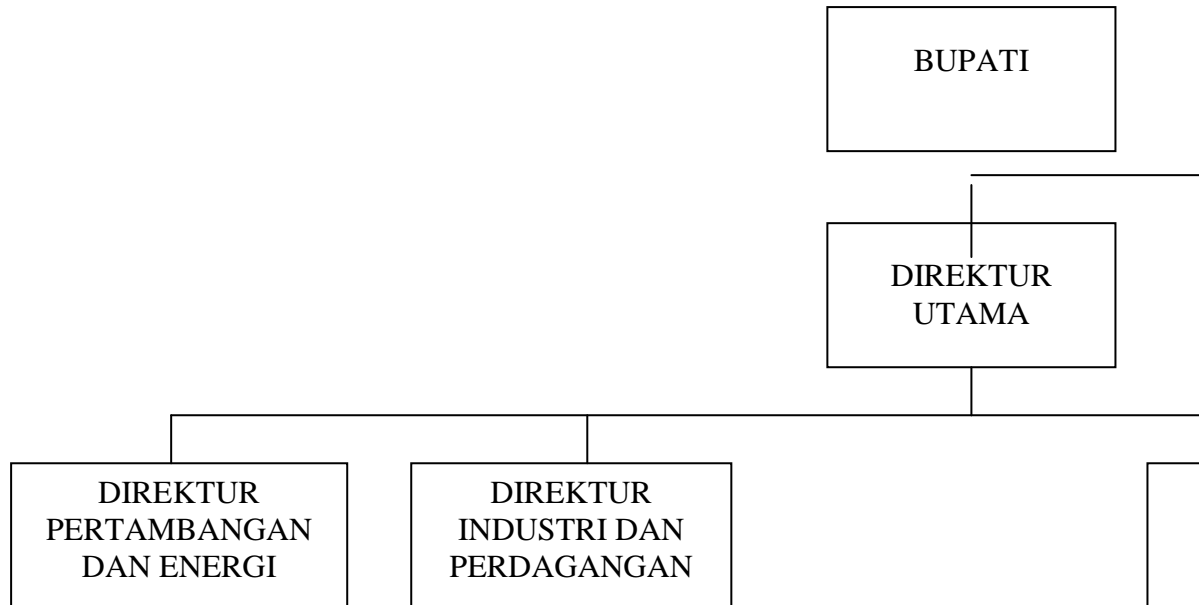 BUPATI
DIREKTUR
UTAMA
DIREKTUR
PERTAMBANGAN
DAN ENERGI
DIREKTUR
INDUSTRI DAN
PERDAGANGAN